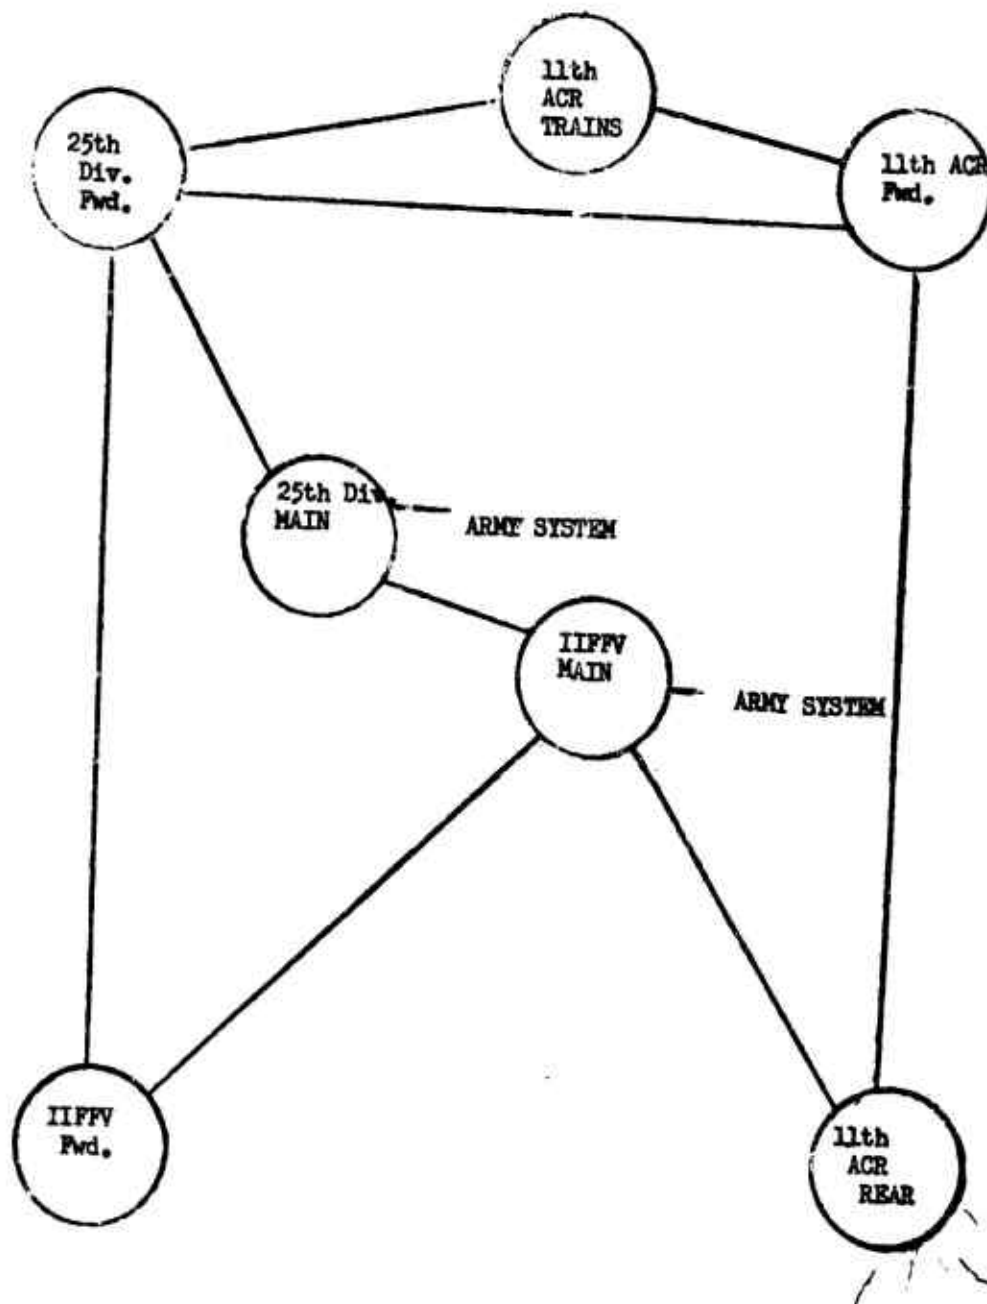 11th
ACR
TRAINS
25th
Div.
Fwd.
11th ACR
Fwd.
25th Div.
MAIN
ARMY SYSTEM
IIFFV
MAIN
ARMY SYSTEM
IIFFV
Fwd.
11th
ACR
REAR